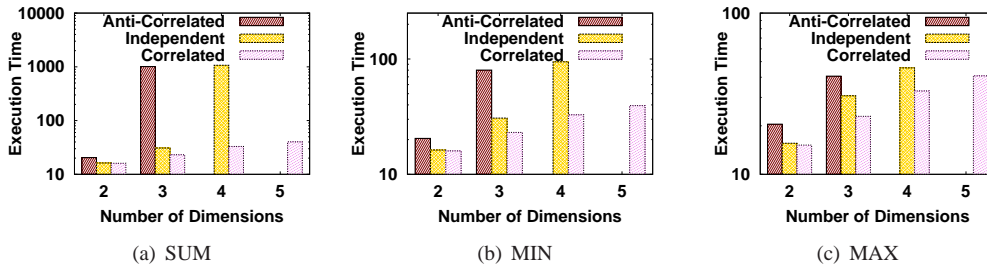 10000
1000
100
10
Execution Time
Anti-Correlated
Independent
Correlated
2 3 4 5
Number of Dimensions
(a) SUM
100
10
Execution Time
Anti-Correlated
Independent
Correlated
2 3 4 5
Number of Dimensions
(b) MIN
100
10
Execution Time
Anti-Correlated
Independent
Correlated
2 3 4 5
Number of Dimensions
(c) MAX